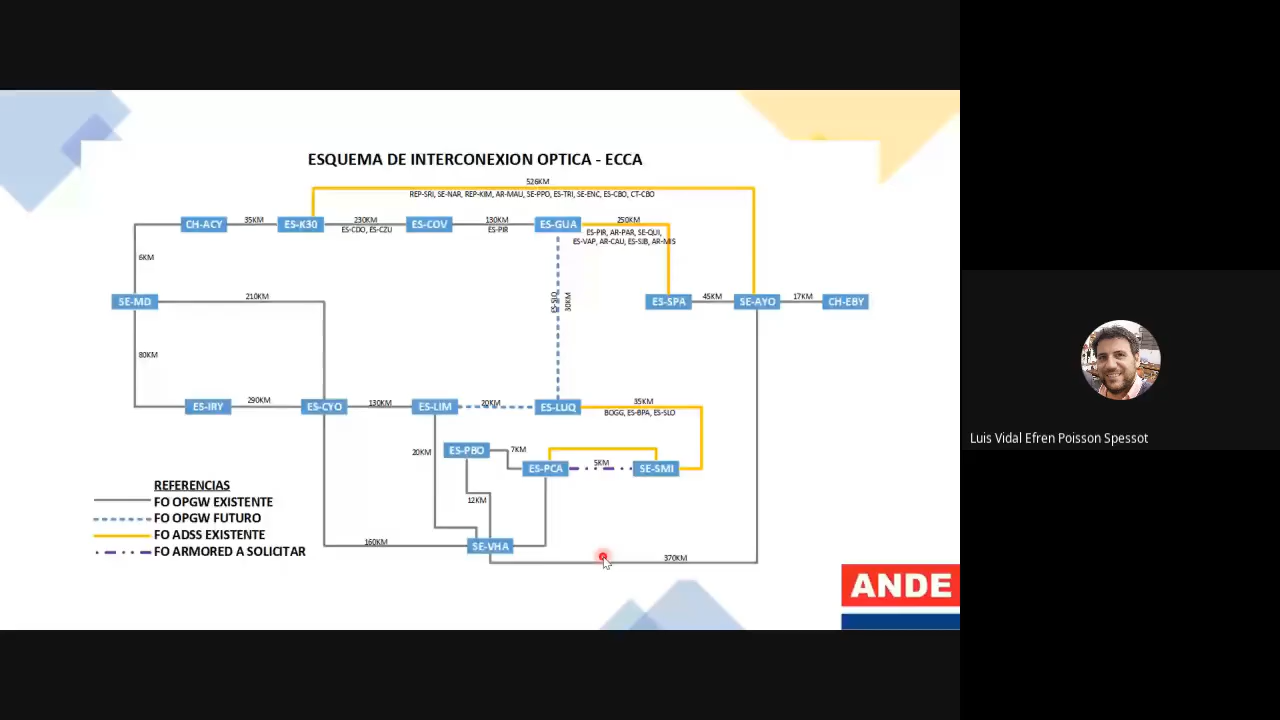 ESQUEMA DE INTERCONEXION OPTICA - ECCA
526KM
REP-SRI, SE-NAR, REP-KIM, AR-MAU, SE-PPO, ES-TRI, SE-ENC, ES-CBO, CT-CBO
CH-ACY
35KM
ES-K30
230KM
ES-CDO, ES-CZU
ES-COV
130KM
ES-PIR
ES-GUA
250KM
ES-PIR, AR-PAR, SE-QUI,
ES-VAP, AR-CAU, ES-SJB, AR-MIS
6KM
SE-MD
210KM
30KM
ES-SPA
45KM
SE-AYO
17KM
CH-EBY
80KM
ES-IRY
290KM
ES-CYO
130KM
ES-LIM
20KM
ES-LUQ
35KM
BOGG, ES-BPA, ES-SLO
20KM
ES-PBO
7KM
ES-PCA
5KM
SE-SMI
12KM
160KM
SE-VHA
370KM
REFERENCIAS
FO OPGW EXISTENTE
FO OPGW FUTURO
FO ADSS EXISTENTE
FO ARMORED A SOLICITAR
ANDE
Luis Vidal Efren Poisson Spessot